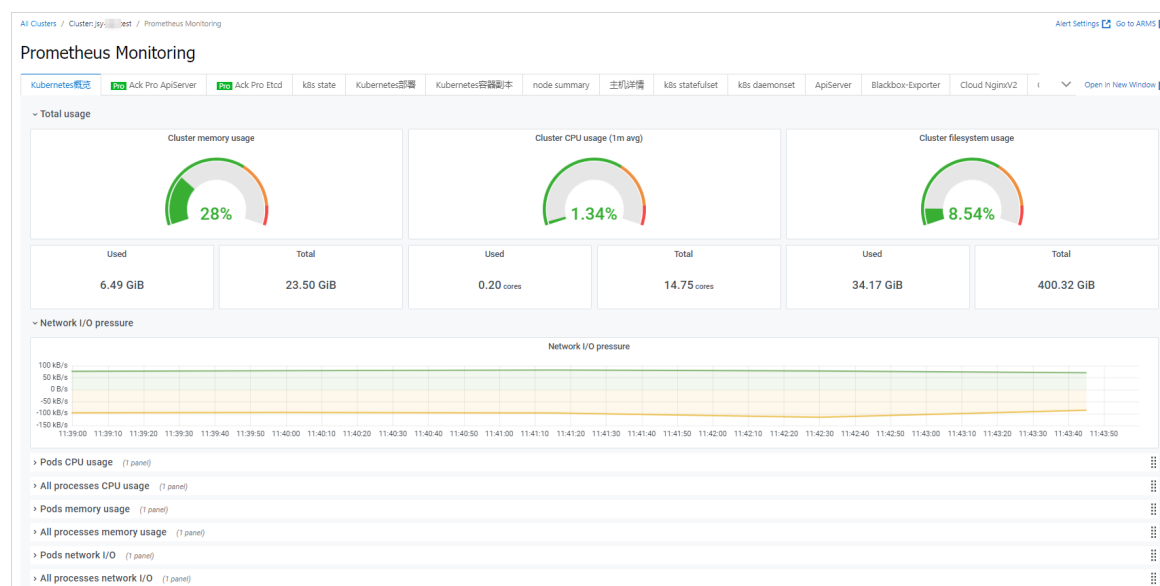 All Clusters / Cluster: jsy- est / Prometheus Monitoring
Alert Settings Go to ARMS
Prometheus Monitoring
Kubernetes概览 Pro Ack Pro ApiServer Pro Ack Pro Etcd k8s state Kubernetes部署 Kubernetes容器副本 node summary 主机详情 k8s statefulset k8s daemonset ApiServer Blackbox-Exporter Cloud NginxV2 Open in New Window
Total usage
Cluster memory usage Cluster CPU usage (1m avg) Cluster filesystem usage
28% 1.34% 8.54%
Used Total Used Total Used Total
6.49 GiB 23.50 GiB 0.20 cores 14.75 cores 34.17 GiB 400.32 GiB
Network I/O pressure
Network I/O pressure
100 kB/s
50 kB/s
0 B/s
-50 kB/s
-100 kB/s
-150 kB/s
11:39:00 11:39:10 11:39:20 11:39:30 11:39:40 11:39:50 11:40:00 11:40:10 11:40:20 11:40:30 11:40:40 11:40:50 11:41:00 11:41:10 11:41:20 11:41:30 11:41:40 11:41:50 11:42:00 11:42:10 11:42:20 11:42:30 11:42:40 11:42:50 11:43:00 11:43:10 11:43:20 11:43:30 11:43:40 11:43:50
Pods CPU usage (1 panel)
All processes CPU usage (1 panel)
Pods memory usage (1 panel)
All processes memory usage (1 panel)
Pods network I/O (1 panel)
All processes network I/O (1 panel)